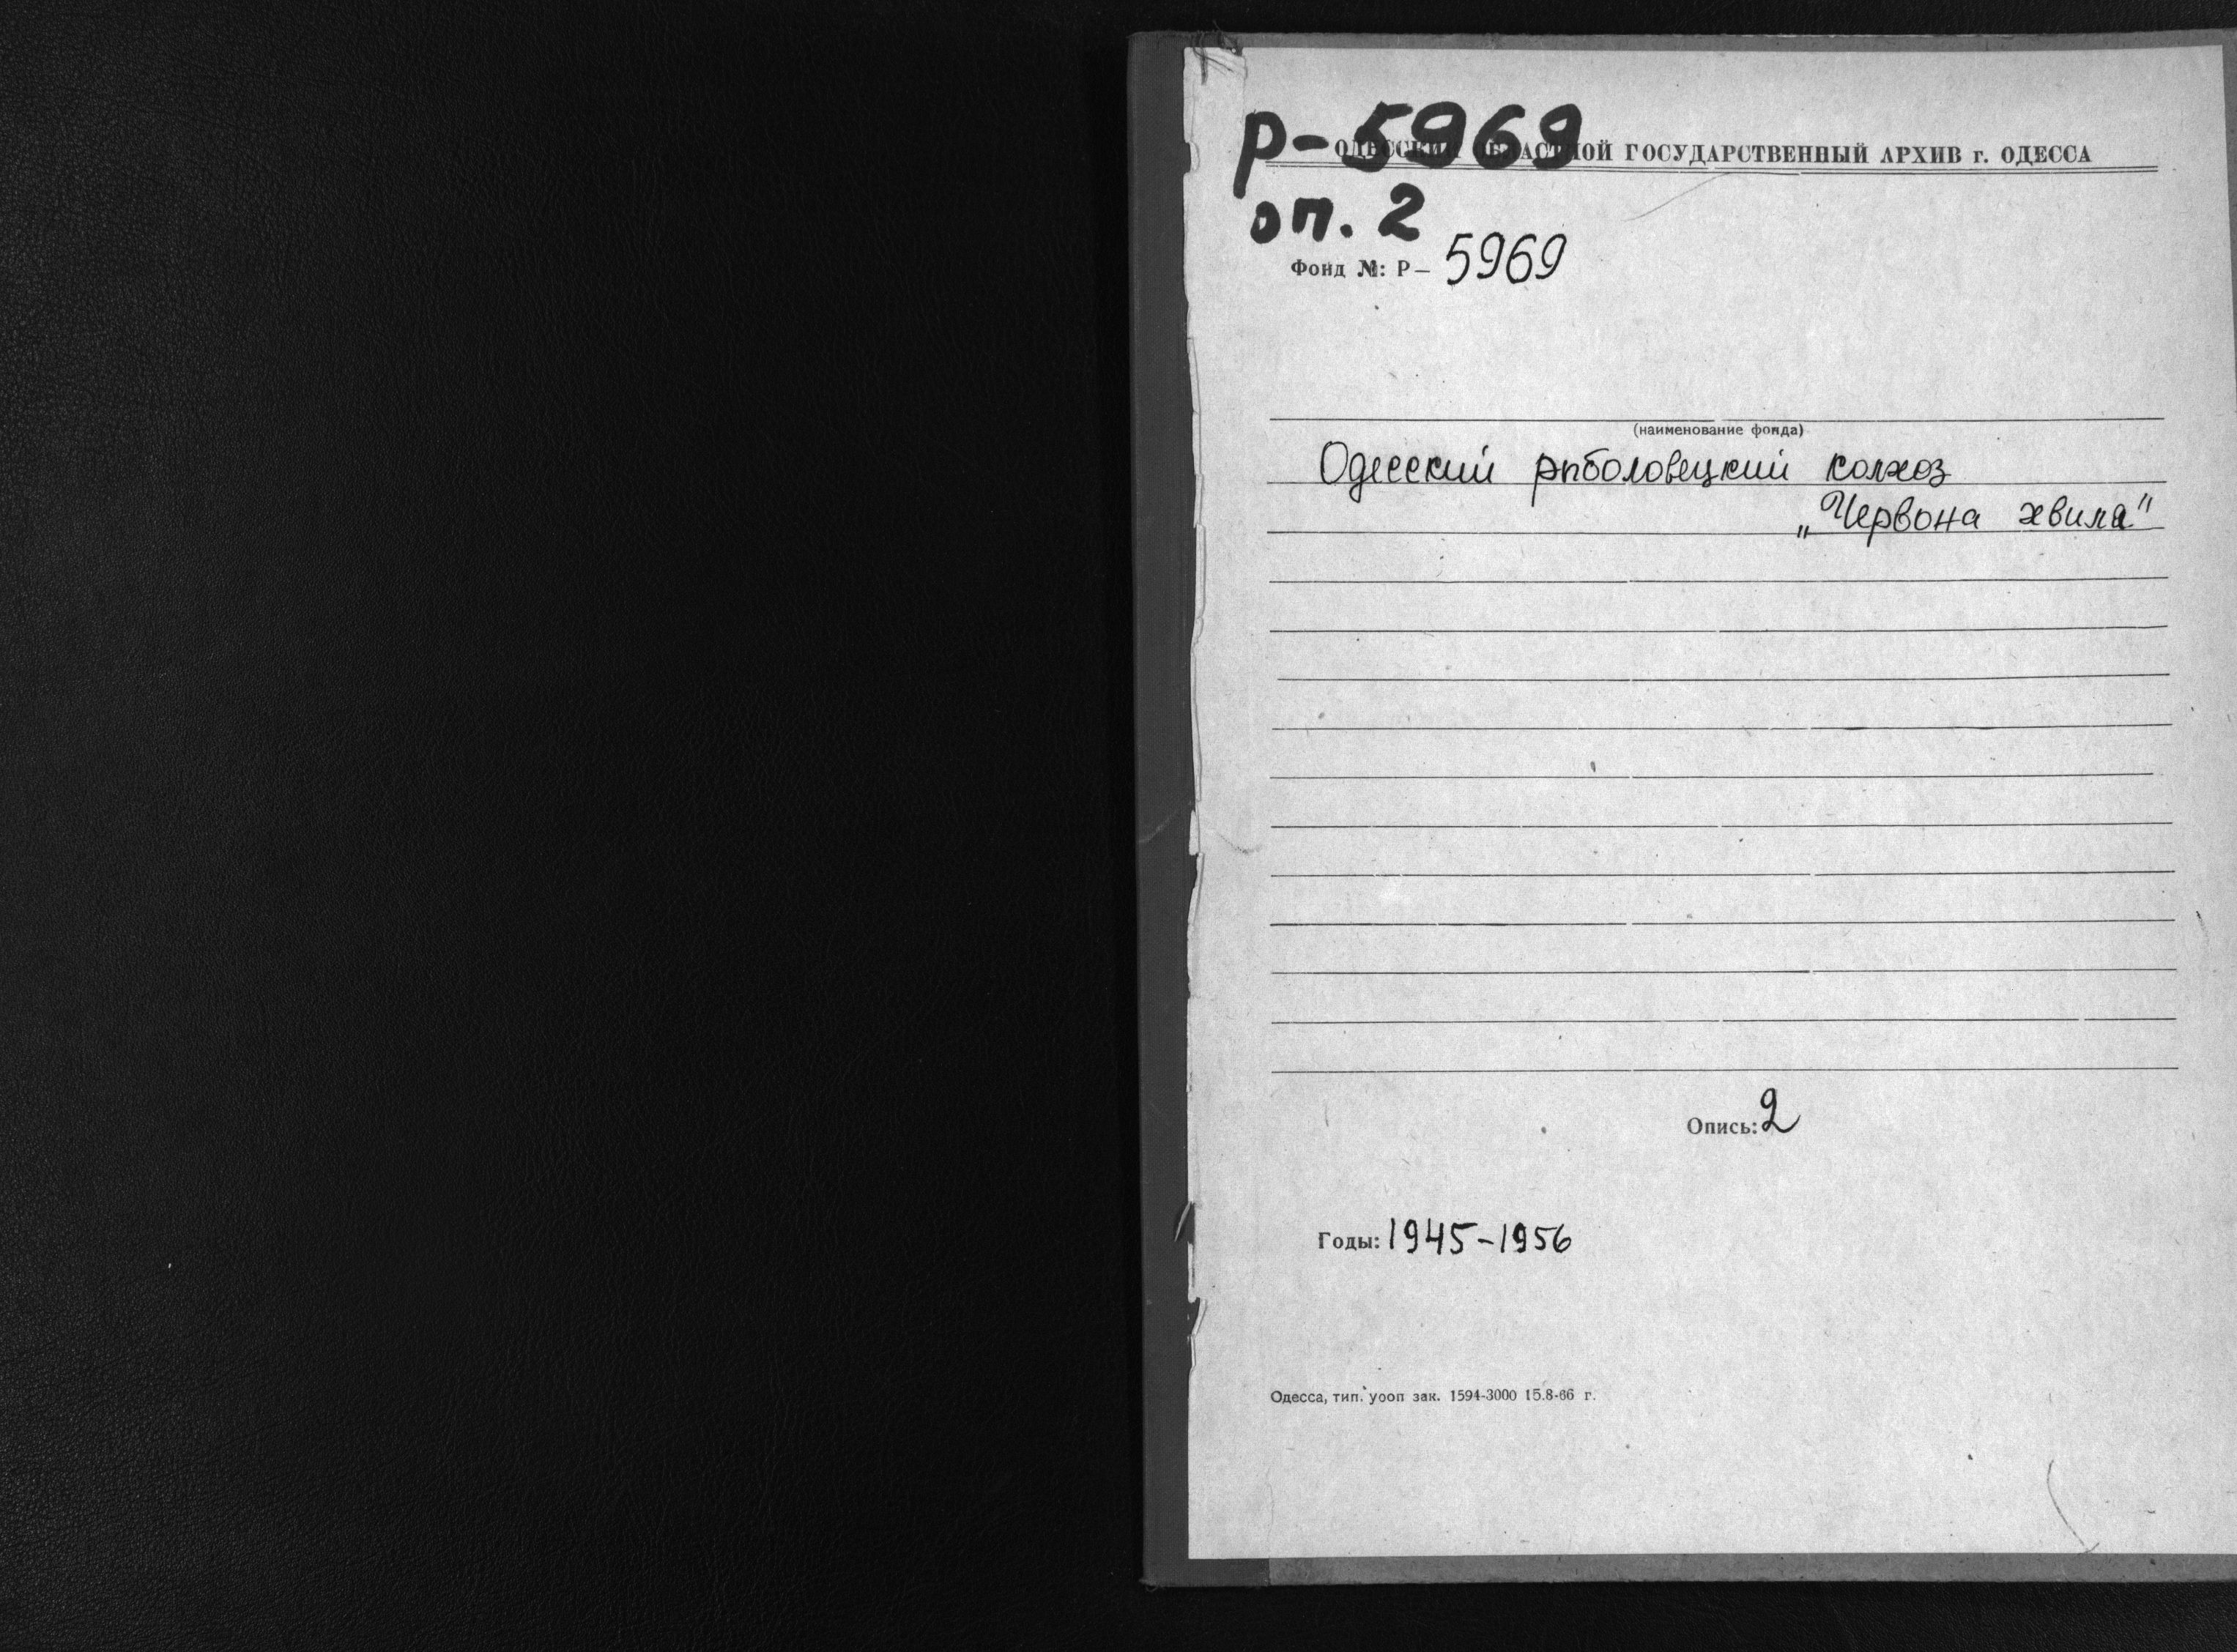 р-5969
ОДЕССКИЙ ОБЛАСТНОЙ ГОСУДАРСТВЕННЫЙ АРХИВ г. ОДЕССА
оп. 2
Фонд №: Р— 5969
(наименование фонда)
Одесский рыболовецкий колхоз
„Червона хвиля"
Опись: 2
Годы: 1945-1956
Одесса, тип. уооп зак. 1594-3000 15.8-66 г.